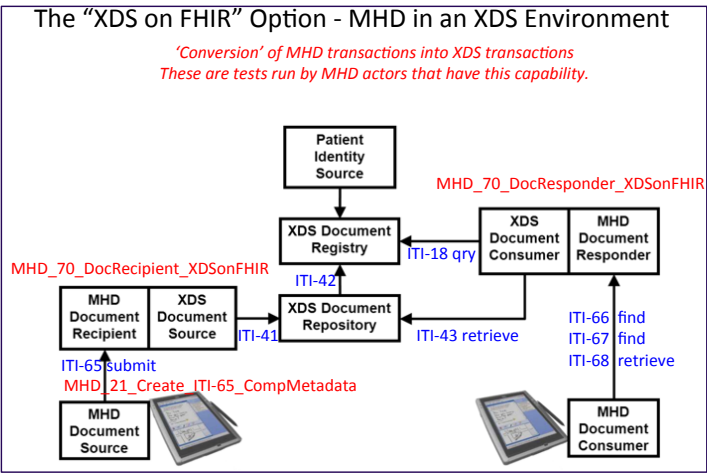 The “XDS on FHIR” Option - MHD in an XDS Environment
‘Conversion’ of MHD transactions into XDS transactions
These are tests run by MHD actors that have this capability.
Patient
Identity
Source
MHD_70_DocResponder_XDSonFHIR
XDS Document
Registry
XDS
Document
Consumer
MHD
Document
Responder
ITI-18 qry
MHD_70_DocRecipient_XDSonFHIR
ITI-42
MHD
Document
Recipient
XDS
Document
Source
ITI-41
XDS Document
Repository
ITI-43 retrieve
ITI-66 find
ITI-67 find
ITI-68 retrieve
ITI-65 submit
MHD_21_Create_ITI-65_CompMetadata
MHD
Document
Source
MHD
Document
Consumer